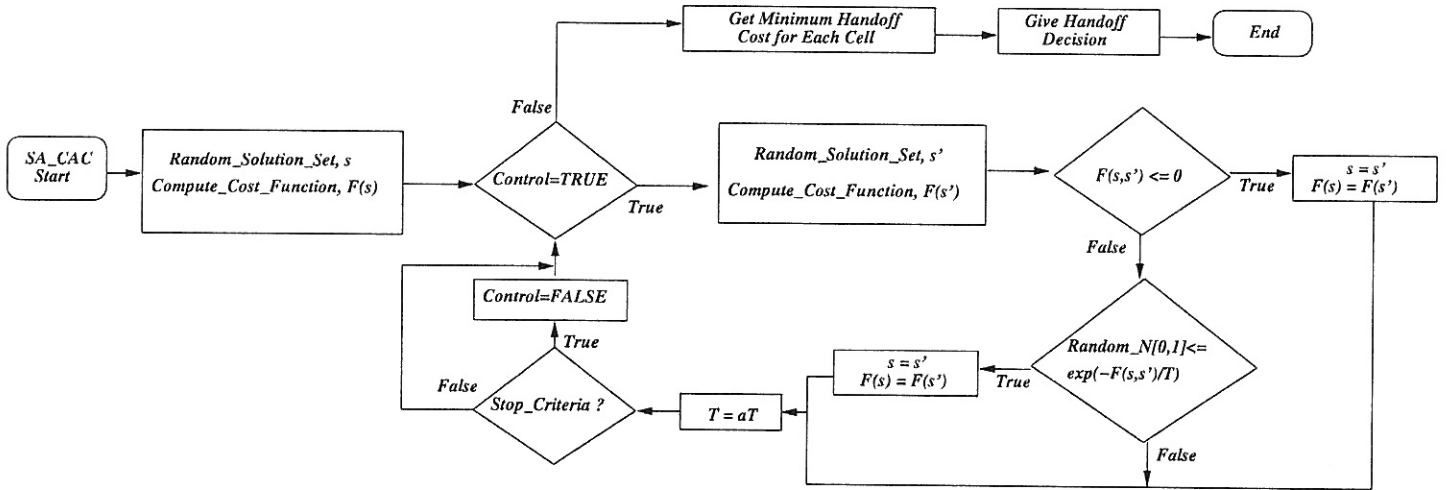 Get Minimum Handoff
Cost for Each Cell
Give Handoff
Decision
End
False
SA_CAC
Start
Random_Solution_Set, s
Compute_Cost_Function, F(s)
Control=TRUE
True
Random_Solution_Set, s'
Compute_Cost_Function, F(s')
F(s,s') <= 0
True
s = s'
F(s) = F(s')
False
Control=FALSE
True
False
Stop_Criteria ?
T = aT
s = s'
F(s) = F(s')
True
Random_N[0,1]<=
exp(−F(s,s')/T)
False